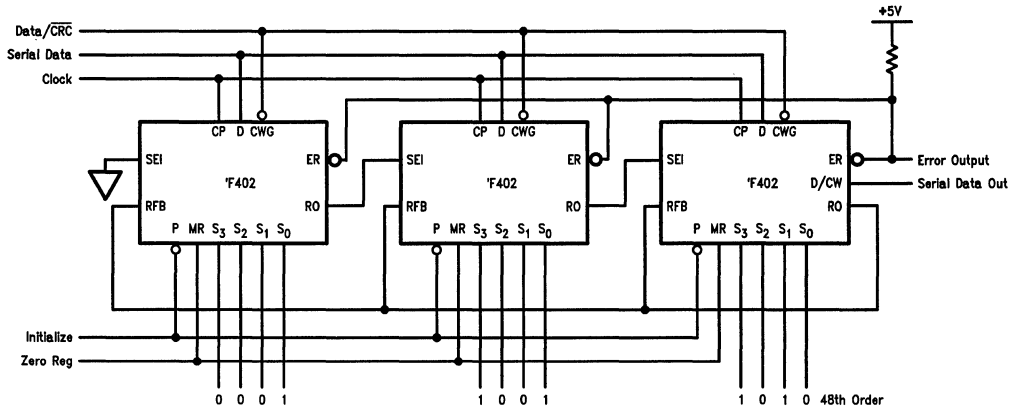 +5V
Data/CRC
Serial Data
Clock
CP D CWG
CP D CWG
CP D CWG
SEI ER
SEI ER
SEI ER
Error Output
'F402
'F402
'F402
D/CW
Serial Data Out
RFB RO
RFB RO
RFB RO
P MR S3 S2 S1 S0
P MR S3 S2 S1 S0
P MR S3 S2 S1 S0
Initialize
Zero Reg
0 0 0 1
1 0 0 1
1 0 1 0 48th Order